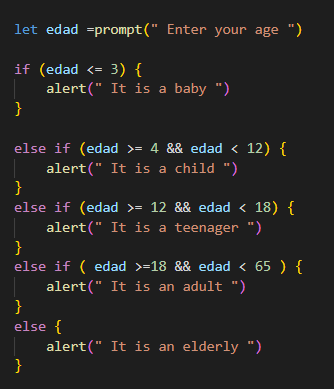 let edad =prompt(" Enter your age ")
if (edad <= 3) {
alert(" It is a baby ")
}
else if (edad >= 4 && edad < 12) {
alert(" It is a child ")
}
else if (edad >= 12 && edad < 18) {
alert(" It is a teenager ")
}
else if ( edad >=18 && edad < 65 ) {
alert(" It is an adult ")
}
else {
alert(" It is an elderly ")
}